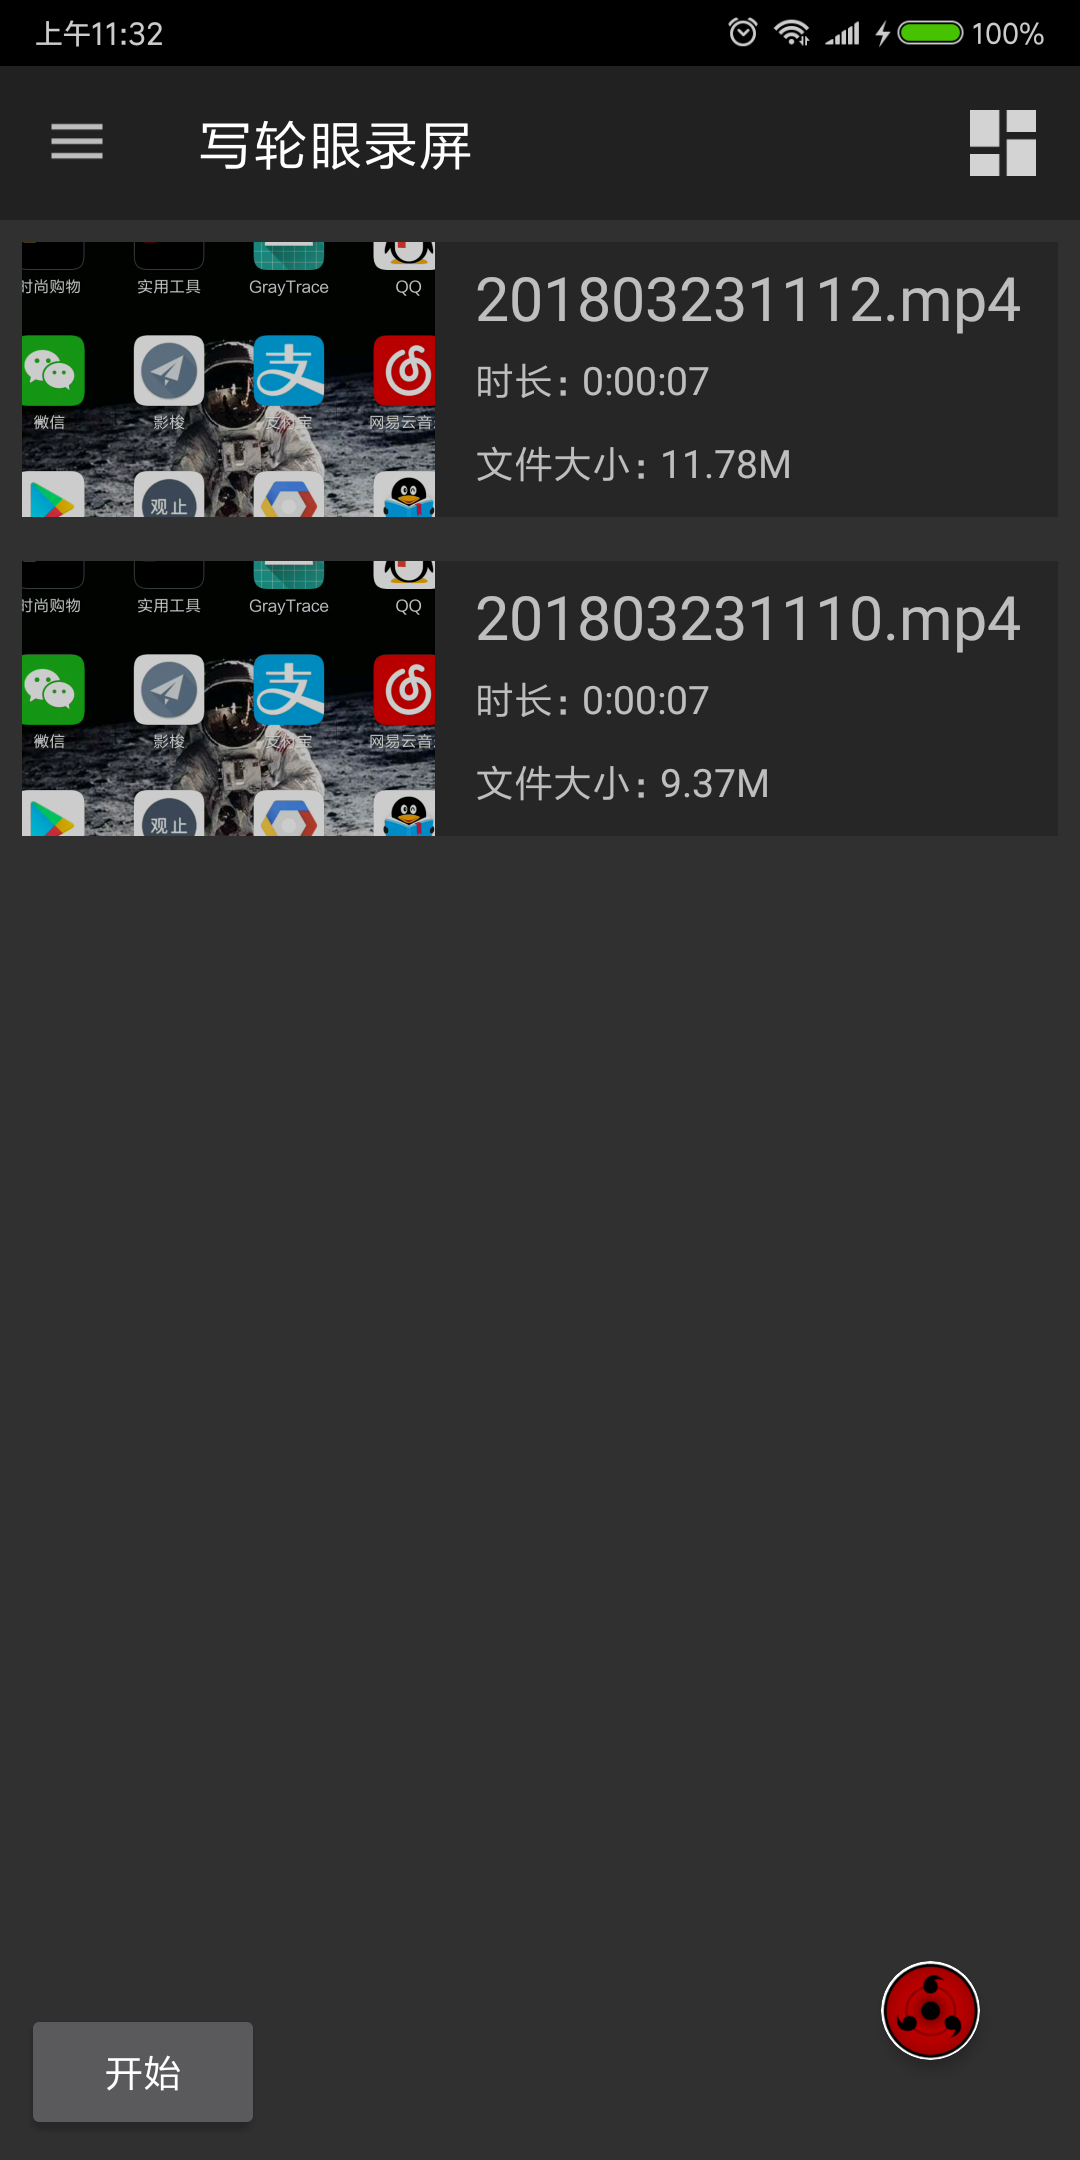 上午11:32
100%
写轮眼录屏
时尚购物 实用工具 GrayTrace QQ
微信 影梭 支付宝 网易云音
观止
201803231112.mp4
时长：0:00:07
文件大小：11.78M
时尚购物 实用工具 GrayTrace QQ
微信 影梭 支付宝 网易云音
观止
201803231110.mp4
时长：0:00:07
文件大小：9.37M
开始